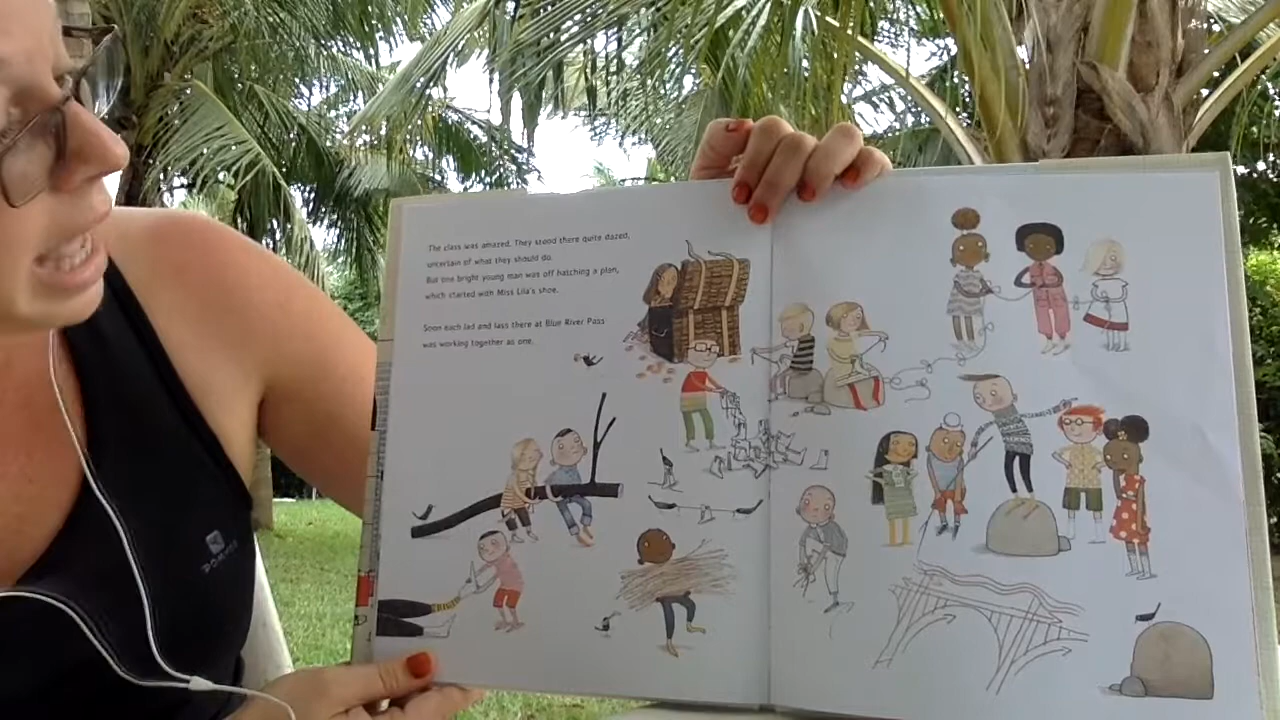 The class was amazed. They stood there quite dazed,
uncertain of what they should do.
But one bright young man was off hatching a plan,
which started with Miss Lila's shoe.
Soon each lad and lass there at Blue River Pass
was working together as one.
DOMYOS